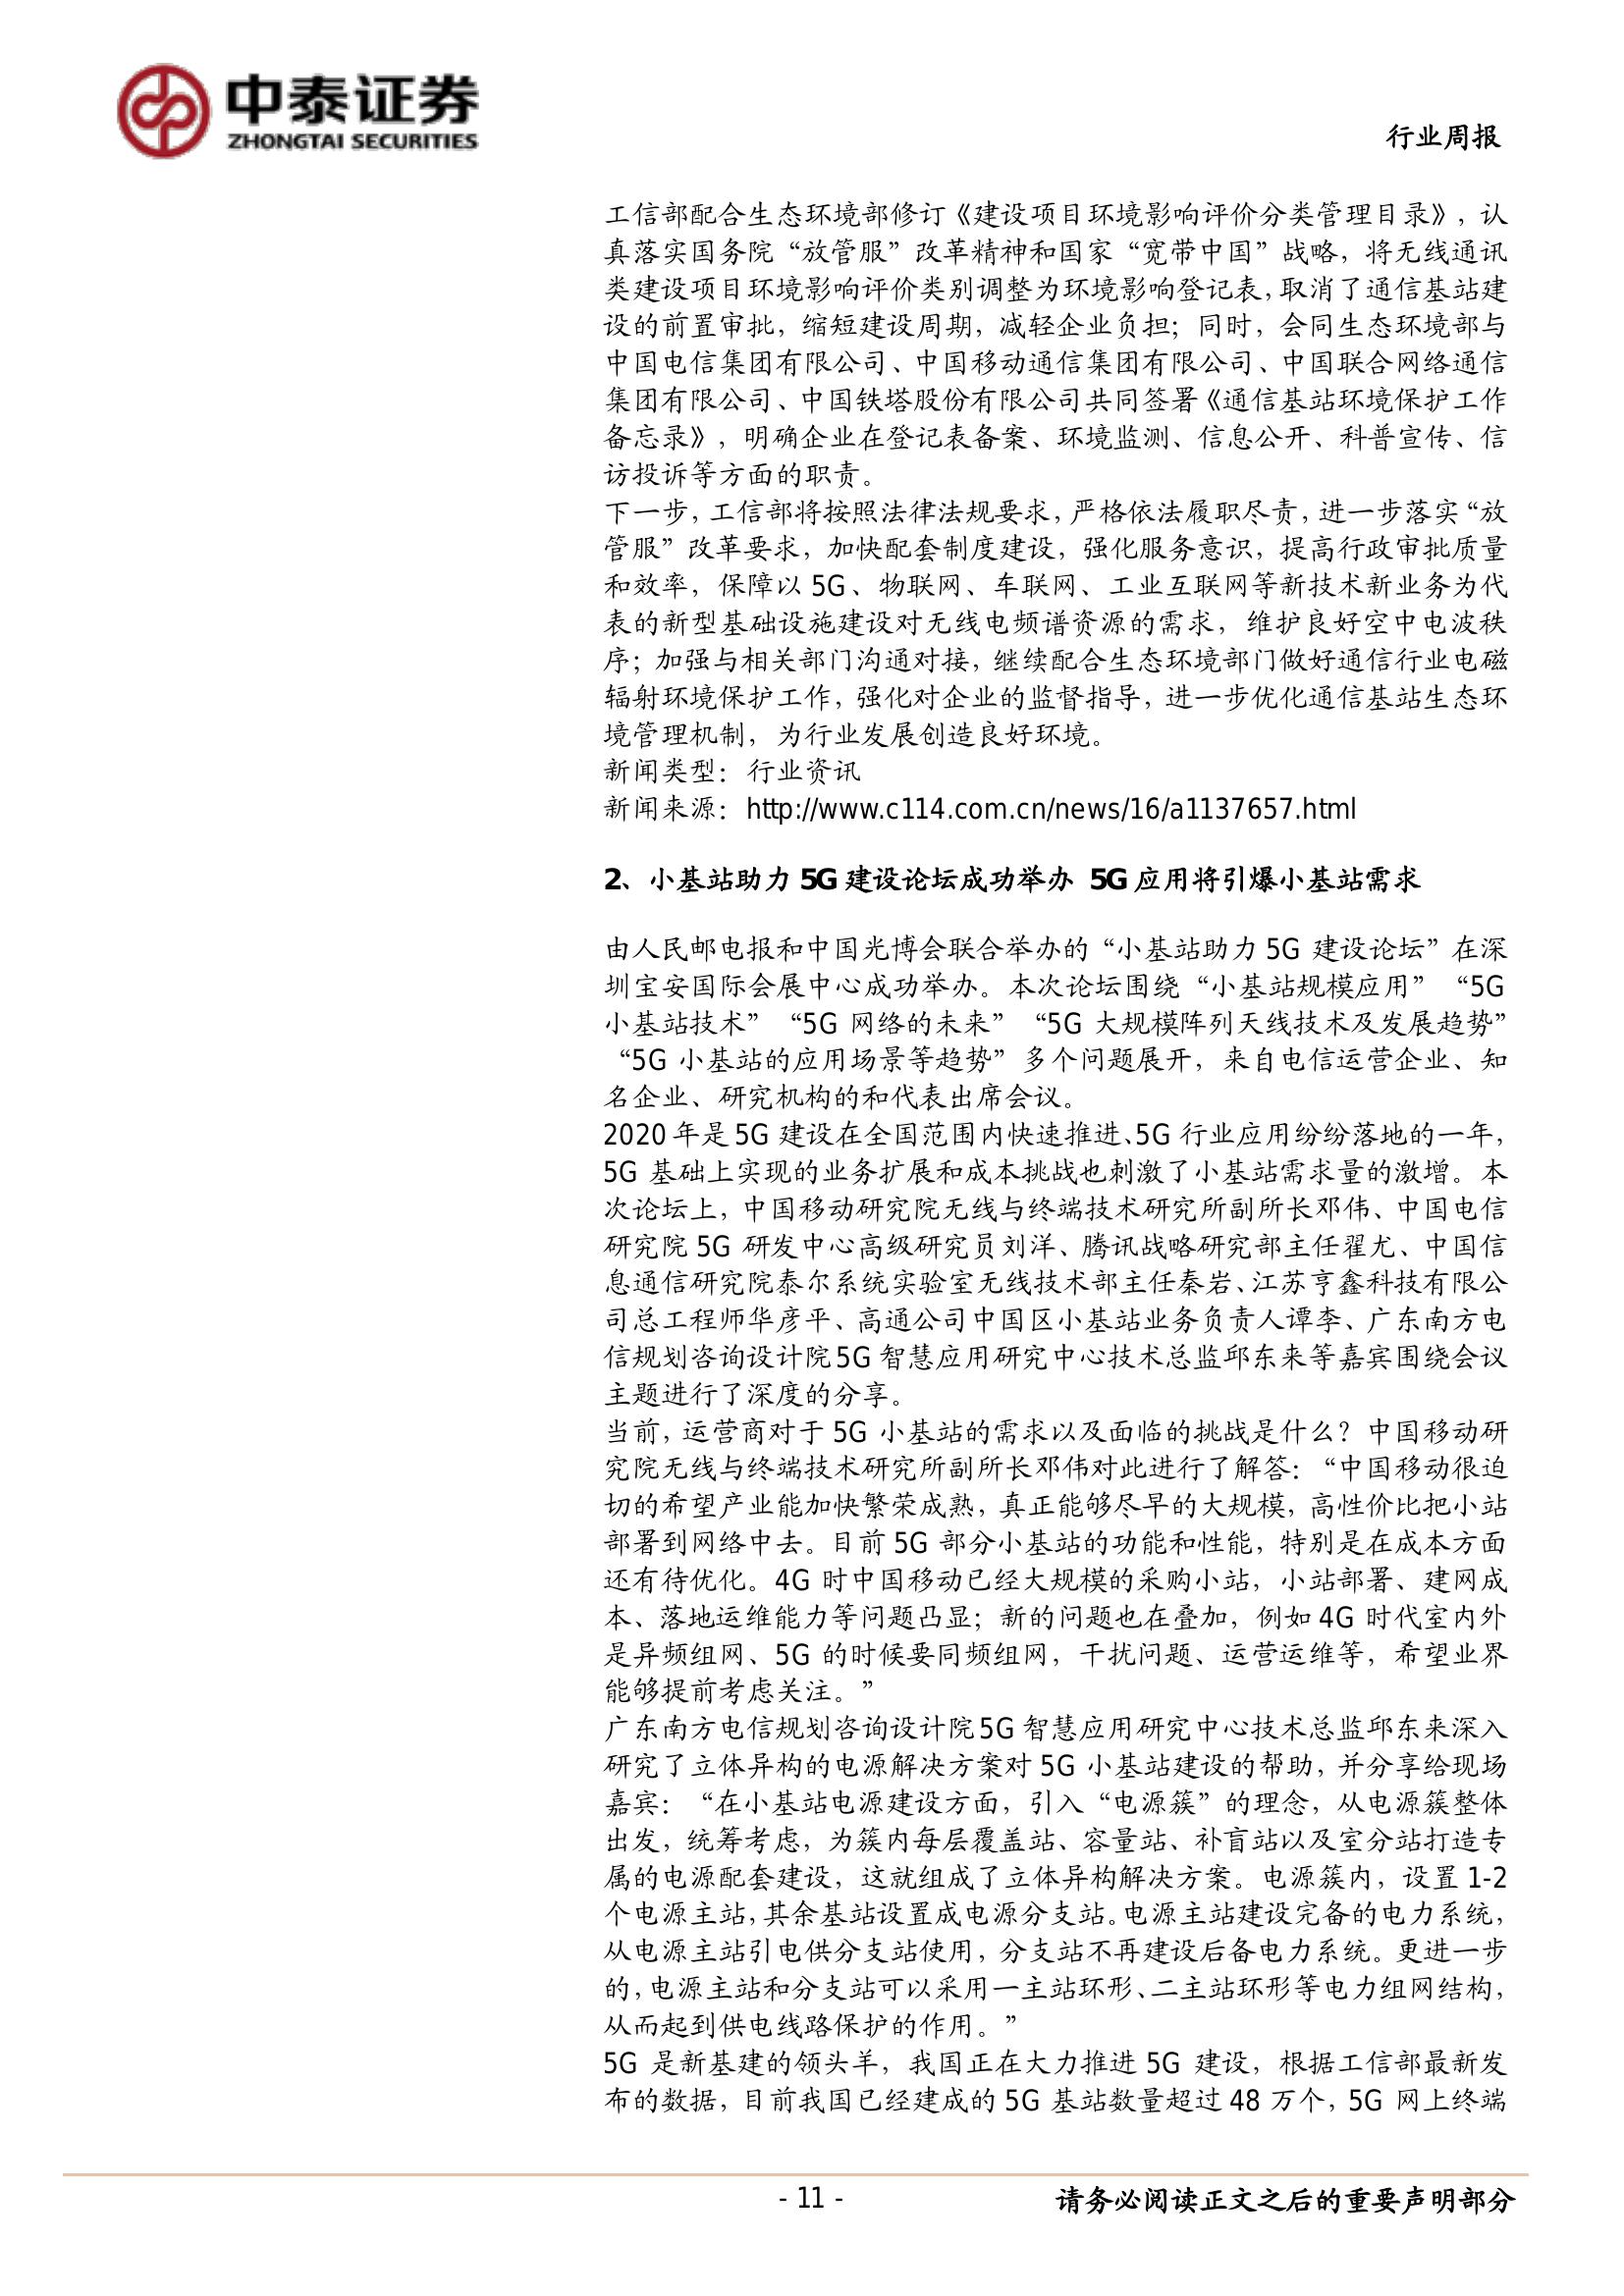 中泰证券
ZHONGTAI SECURITIES
行业周报
工信部配合生态环境部修订《建设项目环境影响评价分类管理目录》，认
真落实国务院“放管服”改革精神和国家“宽带中国”战略，将无线通讯
类建设项目环境影响评价类别调整为环境影响登记表，取消了通信基站建
设的前置审批，缩短建设周期，减轻企业负担；同时，会同生态环境部与
中国电信集团有限公司、中国移动通信集团有限公司、中国联合网络通信
集团有限公司、中国铁塔股份有限公司共同签署《通信基站环境保护工作
备忘录》，明确企业在登记表备案、环境监测、信息公开、科普宣传、信
访投诉等方面的职责。
下一步，工信部将按照法律法规要求，严格依法履职尽责，进一步落实“放
管服”改革要求，加快配套制度建设，强化服务意识，提高行政审批质量
和效率，保障以 5G、物联网、车联网、工业互联网等新技术新业务为代
表的新型基础设施建设对无线电频谱资源的需求，维护良好空中电波秩
序；加强与相关部门沟通对接，继续配合生态环境部门做好通信行业电磁
辐射环境保护工作，强化对企业的监督指导，进一步优化通信基站生态环
境管理机制，为行业发展创造良好环境。
新闻类型：行业资讯
新闻来源：http://www.c114.com.cn/news/16/a1137657.html
2、小基站助力 5G 建设论坛成功举办 5G 应用将引爆小基站需求
由人民邮电报和中国光博会联合举办的“小基站助力 5G 建设论坛”在深
圳宝安国际会展中心成功举办。本次论坛围绕“小基站规模应用”“5G
小基站技术”“5G 网络的未来”“5G 大规模阵列天线技术及发展趋势”
“5G 小基站的应用场景等趋势”多个问题展开，来自电信运营企业、知
名企业、研究机构的和代表出席会议。
2020 年是 5G 建设在全国范围内快速推进、5G 行业应用纷纷落地的一年，
5G 基础上实现的业务扩展和成本挑战也刺激了小基站需求量的激增。本
次论坛上，中国移动研究院无线与终端技术研究所副所长邓伟、中国电信
研究院 5G 研发中心高级研究员刘洋、腾讯战略研究部主任翟尤、中国信
息通信研究院泰尔系统实验室无线技术部主任秦岩、江苏亨鑫科技有限公
司总工程师华彦平、高通公司中国区小基站业务负责人谭李、广东南方电
信规划咨询设计院 5G 智慧应用研究中心技术总监邱东来等嘉宾围绕会议
主题进行了深度的分享。
当前，运营商对于 5G 小基站的需求以及面临的挑战是什么？中国移动研
究院无线与终端技术研究所副所长邓伟对此进行了解答：“中国移动很迫
切的希望产业能加快繁荣成熟，真正能够尽早的大规模，高性价比把小站
部署到网络中去。目前 5G 部分小基站的功能和性能，特别是在成本方面
还有待优化。4G 时中国移动已经大规模的采购小站，小站部署、建网成
本、落地运维能力等问题凸显；新的问题也在叠加，例如 4G 时代室内外
是异频组网、5G 的时候要同频组网，干扰问题、运营运维等，希望业界
能够提前考虑关注。”
广东南方电信规划咨询设计院 5G 智慧应用研究中心技术总监邱东来深入
研究了立体异构的电源解决方案对 5G 小基站建设的帮助，并分享给现场
嘉宾：“在小基站电源建设方面，引入“电源簇”的理念，从电源簇整体
出发，统筹考虑，为簇内每层覆盖站、容量站、补盲站以及室分站打造专
属的电源配套建设，这就组成了立体异构解决方案。电源簇内，设置 1-2
个电源主站，其余基站设置成电源分支站。电源主站建设完备的电力系统，
从电源主站引电供分支站使用，分支站不再建设后备电力系统。更进一步
的，电源主站和分支站可以采用一主站环形、二主站环形等电力组网结构，
从而起到供电线路保护的作用。”
5G 是新基建的领头羊，我国正在大力推进 5G 建设，根据工信部最新发
布的数据，目前我国已经建成的 5G 基站数量超过 48 万个，5G 网上终端
- 11 -
请务必阅读正文之后的重要声明部分